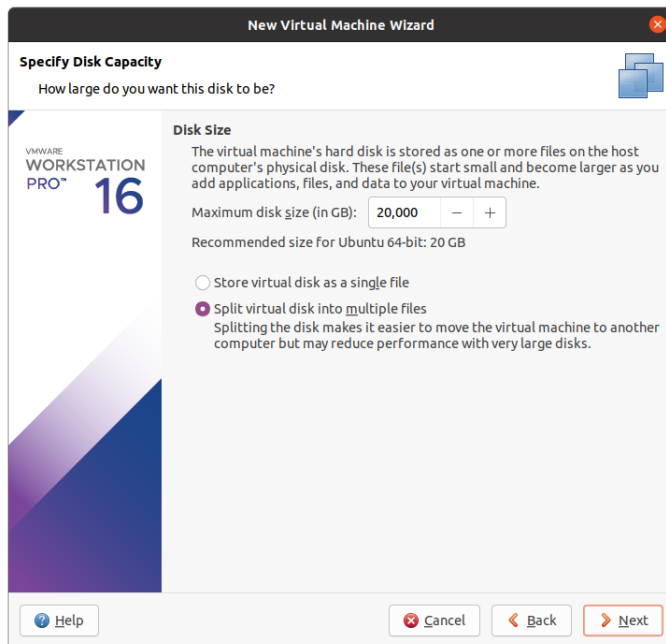 New Virtual Machine Wizard
Specify Disk Capacity
How large do you want this disk to be?
VMWARE
WORKSTATION
PRO™ 16
Disk Size
The virtual machine's hard disk is stored as one or more files on the host
computer's physical disk. These file(s) start small and become larger as you
add applications, files, and data to your virtual machine.
Maximum disk size (in GB): 20,000 − +
Recommended size for Ubuntu 64-bit: 20 GB
Store virtual disk as a single file
Split virtual disk into multiple files
Splitting the disk makes it easier to move the virtual machine to another
computer but may reduce performance with very large disks.
Help Cancel Back Next